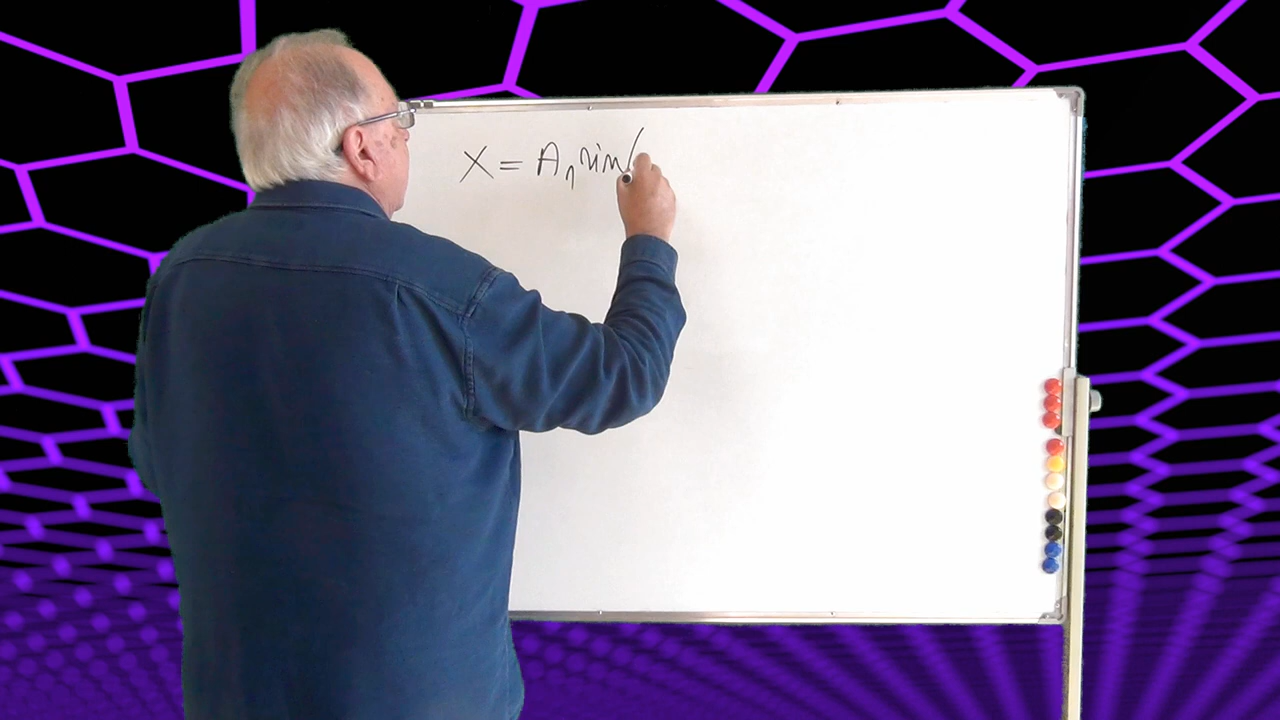 X = A₁ sin(